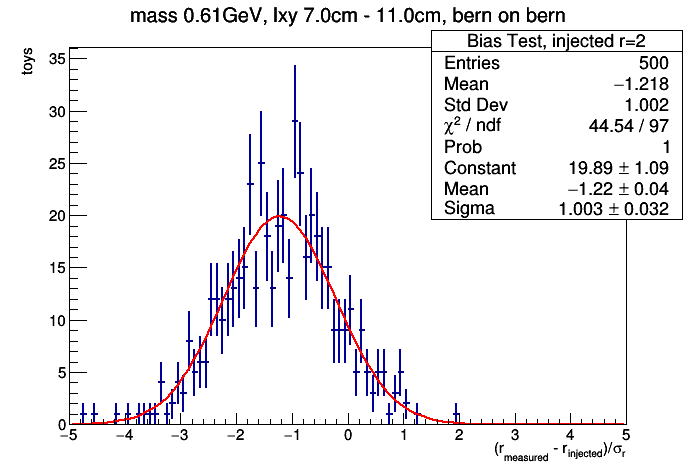 mass 0.61GeV, lxy 7.0cm - 11.0cm, bern on bern
Bias Test, injected r=2
Entries 500
Mean −1.218
Std Dev 1.002
χ² / ndf 44.54 / 97
Prob 1
Constant 19.89 ± 1.09
Mean −1.22 ± 0.04
Sigma 1.003 ± 0.032
toys
35
30
25
20
15
10
5
0
−5 −4 −3 −2 −1 0 1 2 3 4 5
(r_measured - r_injected)/σ_r